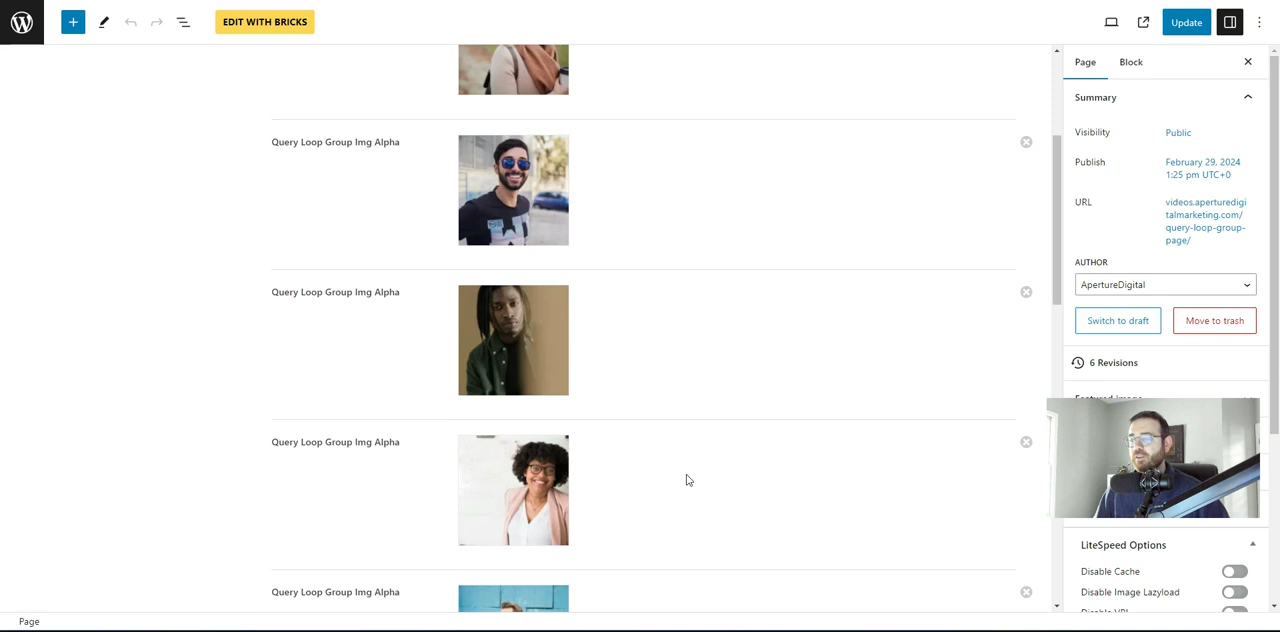 EDIT WITH BRICKS
Update
Page
Block
Summary
Visibility
Public
Publish
February 29, 2024
1:25 pm UTC+0
URL
videos.aperturedigi
talmarketing.com/
query-loop-group-
page/
AUTHOR
ApertureDigital
Switch to draft
Move to trash
6 Revisions
LiteSpeed Options
Disable Cache
Disable Image Lazyload
Query Loop Group Img Alpha
Query Loop Group Img Alpha
Query Loop Group Img Alpha
Query Loop Group Img Alpha
Page